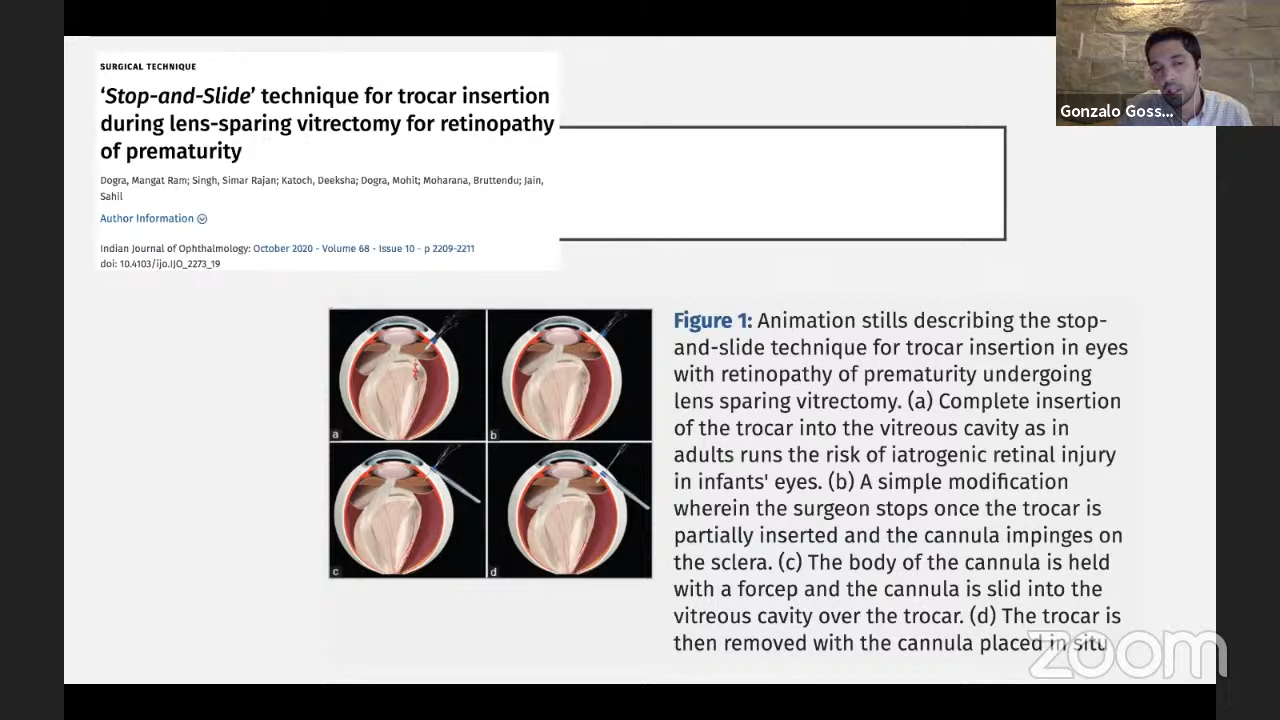 SURGICAL TECHNIQUE
‘Stop-and-Slide’ technique for trocar insertion
during lens-sparing vitrectomy for retinopathy
of prematurity
Dogra, Mangat Ram; Singh, Simar Rajan; Katoch, Deeksha; Dogra, Mohit; Moharana, Bruttendu; Jain,
Sahil
Author Information
Indian Journal of Ophthalmology: October 2020 - Volume 68 - Issue 10 - p 2209-2211
doi: 10.4103/ijo.IJO_2273_19
Gonzalo Goss...
a
b
c
d
Figure 1: Animation stills describing the stop-
and-slide technique for trocar insertion in eyes
with retinopathy of prematurity undergoing
lens sparing vitrectomy. (a) Complete insertion
of the trocar into the vitreous cavity as in
adults runs the risk of iatrogenic retinal injury
in infants' eyes. (b) A simple modification
wherein the surgeon stops once the trocar is
partially inserted and the cannula impinges on
the sclera. (c) The body of the cannula is held
with a forcep and the cannula is slid into the
vitreous cavity over the trocar. (d) The trocar is
then removed with the cannula placed in situ
zoom